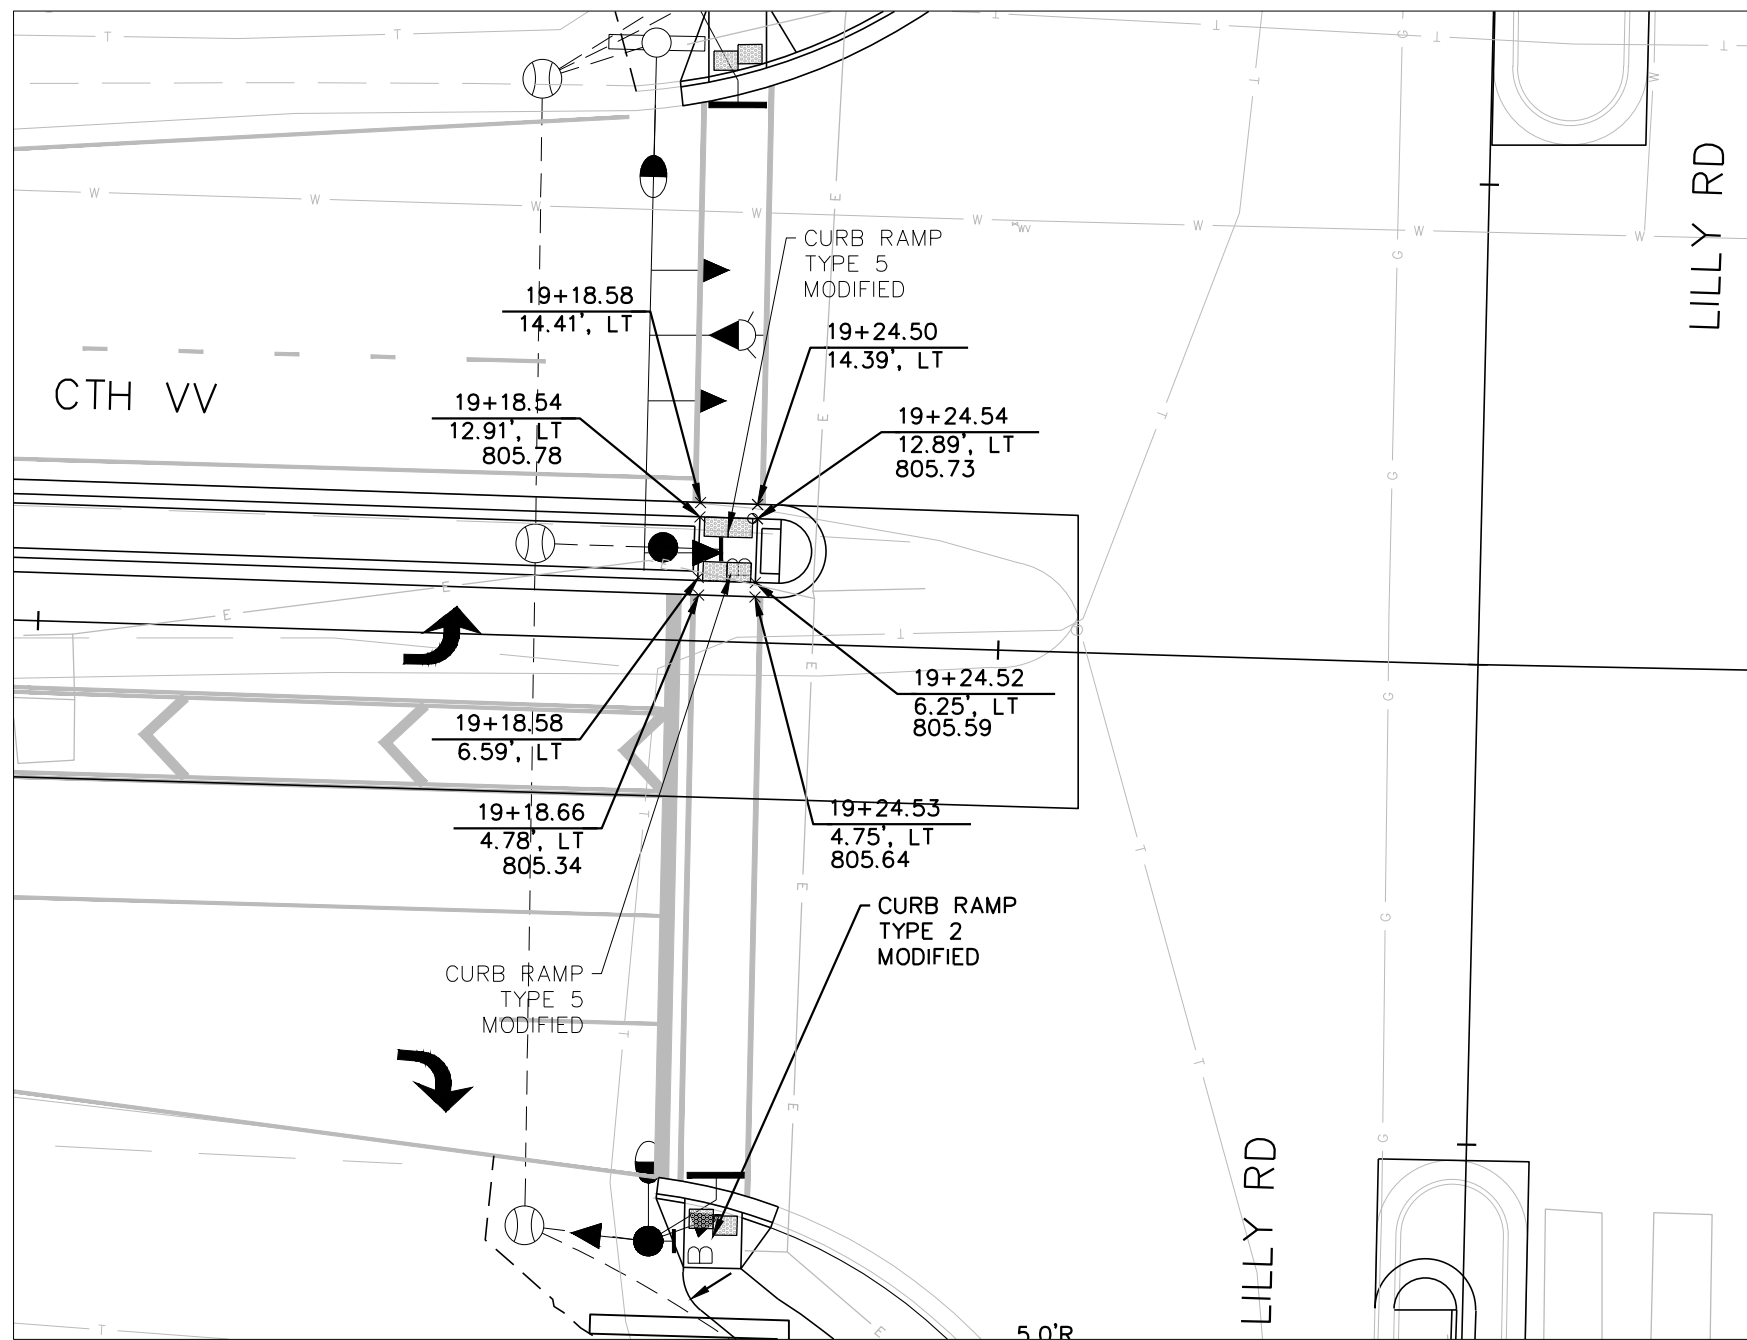 T
T
T
T
T
T
G
W
T
LILLY RD
W
W
W
W
E
W
WV
W
W
W
G
CURB RAMP
TYPE 5
MODIFIED
19+18.58
14.41', LT
19+24.50
14.39', LT
CTH VV
19+18.54
12.91', LT
805.78
E
T
19+24.54
12.89', LT
805.73
G
E
E
E
T
E
G
19+24.52
6.25', LT
805.59
19+18.58
6.59', LT
19+18.66
4.78', LT
805.34
T
19+24.53
4.75', LT
805.64
T
E
G
CURB RAMP
TYPE 2
MODIFIED
CURB RAMP
TYPE 5
MODIFIED
T
T
E
G
LILLY RD
T
E
5.0'R